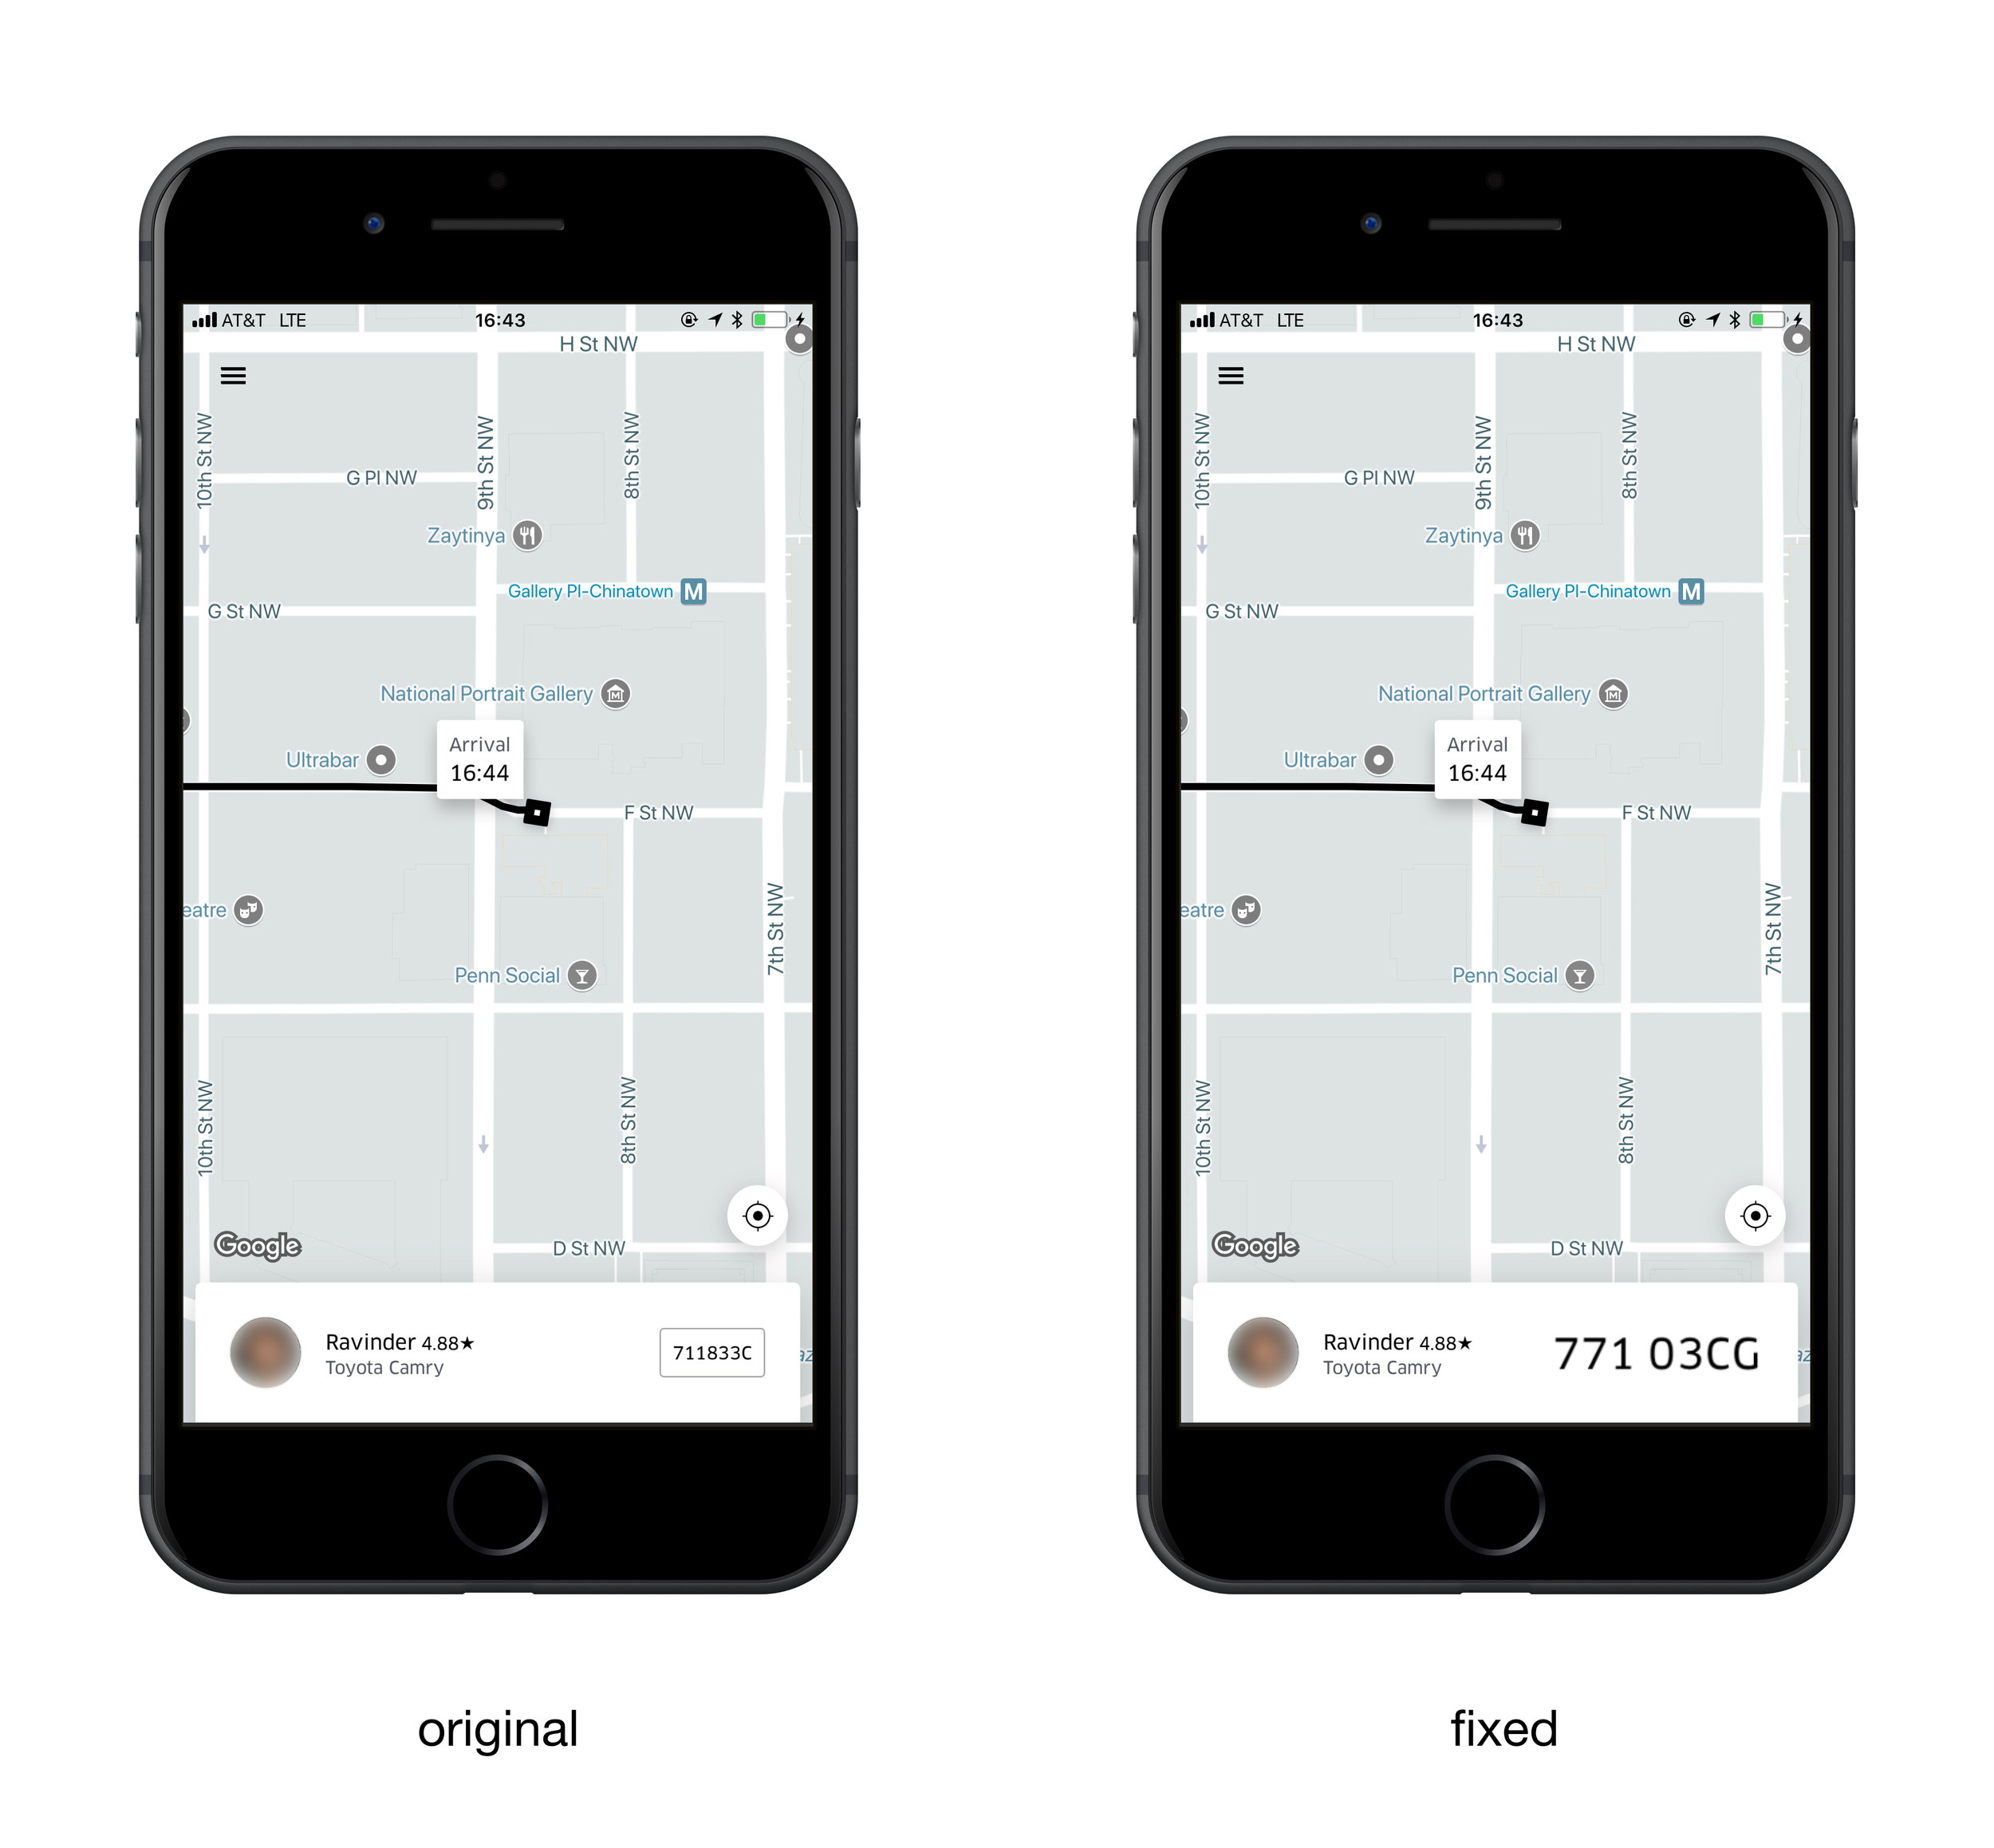 AT&T LTE 16:43
H St NW
10th St NW
9th St NW
8th St NW
G Pl NW
Zaytinya
Gallery Pl-Chinatown M
G St NW
National Portrait Gallery
Ultrabar
Arrival
16:44
F St NW
eatre
7th St NW
Penn Social
10th St NW
8th St NW
Google
D St NW
Ravinder 4.88★
Toyota Camry
711833C
az
original
AT&T LTE 16:43
H St NW
10th St NW
9th St NW
8th St NW
G Pl NW
Zaytinya
Gallery Pl-Chinatown M
G St NW
National Portrait Gallery
Ultrabar
Arrival
16:44
F St NW
eatre
7th St NW
Penn Social
10th St NW
8th St NW
Google
D St NW
Ravinder 4.88★
Toyota Camry
771 03CG
az
fixed